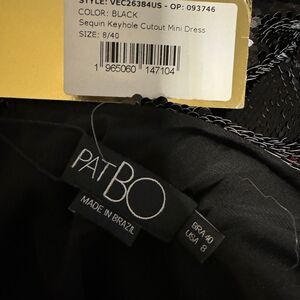 STYLE: VEC26384US - OP: 093746
COLOR: BLACK
Sequin Keyhole Cutout Mini Dress
SIZE: 8/40
1 965060 147104
PATBO
MADE IN BRAZIL
BRA 40
USA 8